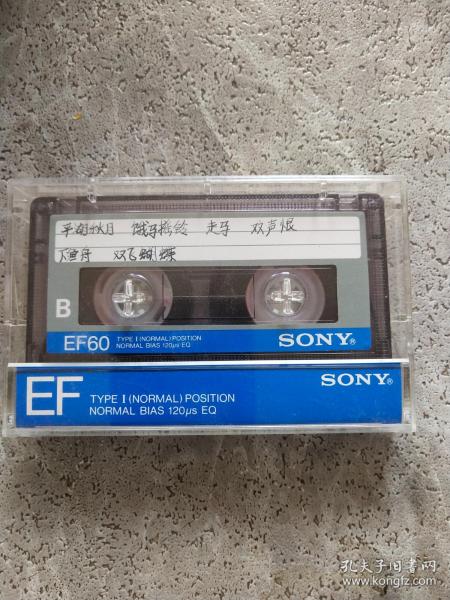 平湖秋月 饿马摇铃 走马 双声恨
渔舟 双飞蝴蝶
B
EF60 TYPE I (NORMAL) POSITION
NORMAL BIAS 120μs EQ
SONY®
EF TYPE I (NORMAL) POSITION
NORMAL BIAS 120μs EQ
SONY®
孔夫子旧书网
www.kongfz.com